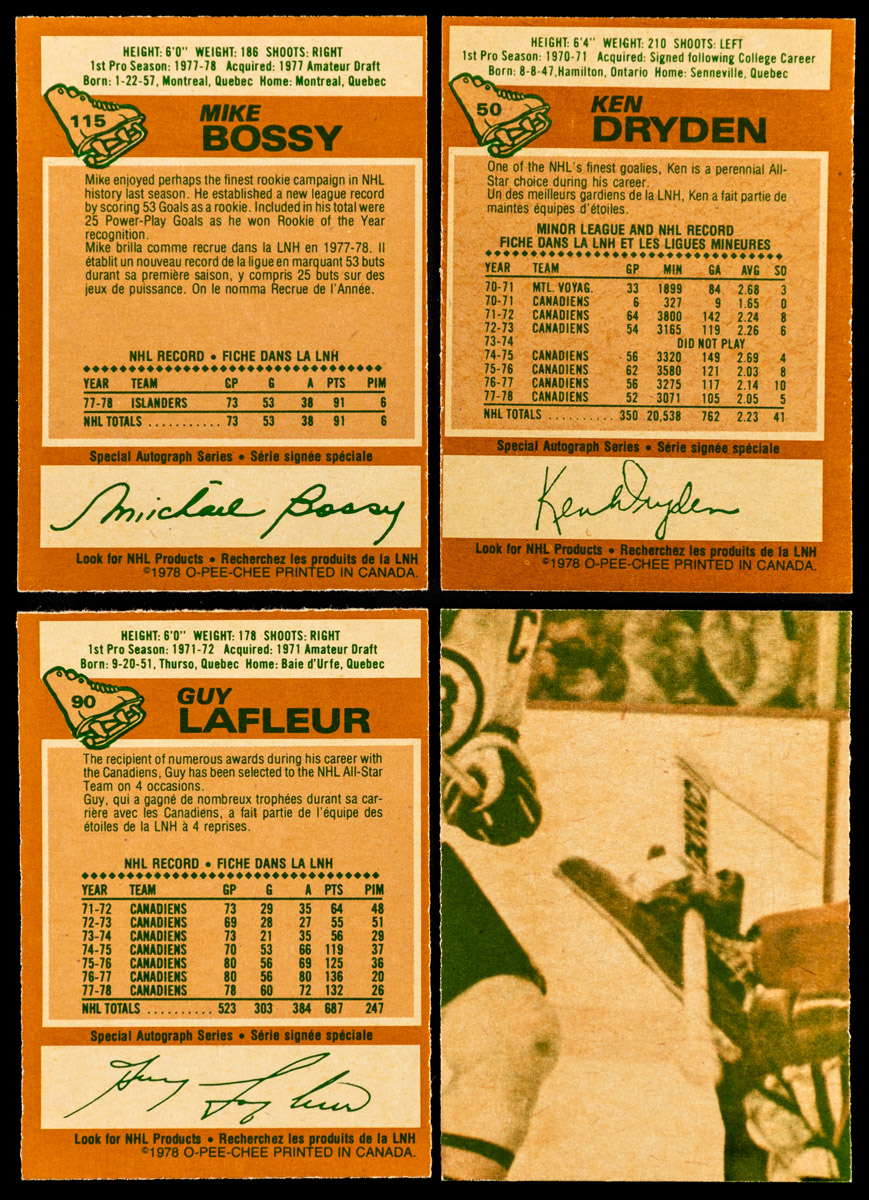 HEIGHT: 6'0" WEIGHT: 186 SHOOTS: RIGHT
1st Pro Season: 1977-78 Acquired: 1977 Amateur Draft
Born: 1-22-57, Montreal, Quebec Home: Montreal, Quebec
115
MIKE
BOSSY
Mike enjoyed perhaps the finest rookie campaign in NHL
history last season. He established a new league record
by scoring 53 Goals as a rookie. Included in his total were
25 Power-Play Goals as he won Rookie of the Year
recognition.
Mike brilla comme recrue dans la LNH en 1977-78. Il
établit un nouveau record de la ligue en marquant 53 buts
durant sa première saison, y compris 25 buts sur des
jeux de puissance. On le nomma Recrue de l'Année.
NHL RECORD • FICHE DANS LA LNH
YEAR TEAM GP G A PTS PIM
77-78 ISLANDERS 73 53 38 91 6
NHL TOTALS ........... 73 53 38 91 6
Special Autograph Series • Série signée spéciale
Michael Bossy
Look for NHL Products • Recherchez les produits de la LNH
©1978 O-PEE-CHEE PRINTED IN CANADA.
HEIGHT: 6'4" WEIGHT: 210 SHOOTS: LEFT
1st Pro Season: 1970-71 Acquired: Signed following College Career
Born: 8-8-47, Hamilton, Ontario Home: Senneville, Quebec
50
KEN
DRYDEN
One of the NHL's finest goalies, Ken is a perennial All-
Star choice during his career.
Un des meilleurs gardiens de la LNH, Ken a fait partie de
maintes équipes d'étoiles.
MINOR LEAGUE AND NHL RECORD
FICHE DANS LA LNH ET LES LIGUES MINEURES
YEAR TEAM GP MIN GA AVG SO
70-71 MTL. VOYAG. 33 1899 84 2.68 3
70-71 CANADIENS 6 327 9 1.65 0
71-72 CANADIENS 64 3800 142 2.24 8
72-73 CANADIENS 54 3165 119 2.26 6
73-74 DID NOT PLAY
74-75 CANADIENS 56 3320 149 2.69 4
75-76 CANADIENS 62 3580 121 2.03 8
76-77 CANADIENS 56 3275 117 2.14 10
77-78 CANADIENS 52 3071 105 2.05 5
NHL TOTALS .......... 350 20,538 762 2.23 41
Special Autograph Series • Série signée spéciale
Ken Dryden
Look for NHL Products • Recherchez les produits de la LNH
©1978 O-PEE-CHEE PRINTED IN CANADA.
HEIGHT: 6'0" WEIGHT: 178 SHOOTS: RIGHT
1st Pro Season: 1971-72 Acquired: 1971 Amateur Draft
Born: 9-20-51, Thurso, Quebec Home: Baie d'Urfe, Quebec
90
GUY
LAFLEUR
The recipient of numerous awards during his career with
the Canadiens, Guy has been selected to the NHL All-Star
Team on 4 occasions.
Guy, qui a gagné de nombreux trophées durant sa car-
rière avec les Canadiens, a fait partie de l'équipe des
étoiles de la LNH à 4 reprises.
NHL RECORD • FICHE DANS LA LNH
YEAR TEAM GP G A PTS PIM
71-72 CANADIENS 73 29 35 64 48
72-73 CANADIENS 69 28 27 55 51
73-74 CANADIENS 73 21 35 56 29
74-75 CANADIENS 70 53 66 119 37
75-76 CANADIENS 80 56 69 125 36
76-77 CANADIENS 80 56 80 136 20
77-78 CANADIENS 78 60 72 132 26
NHL TOTALS .......... 523 303 384 687 247
Special Autograph Series • Série signée spéciale
Guy Lafleur
Look for NHL Products • Recherchez les produits de la LNH
©1978 O-PEE-CHEE PRINTED IN CANADA.
C